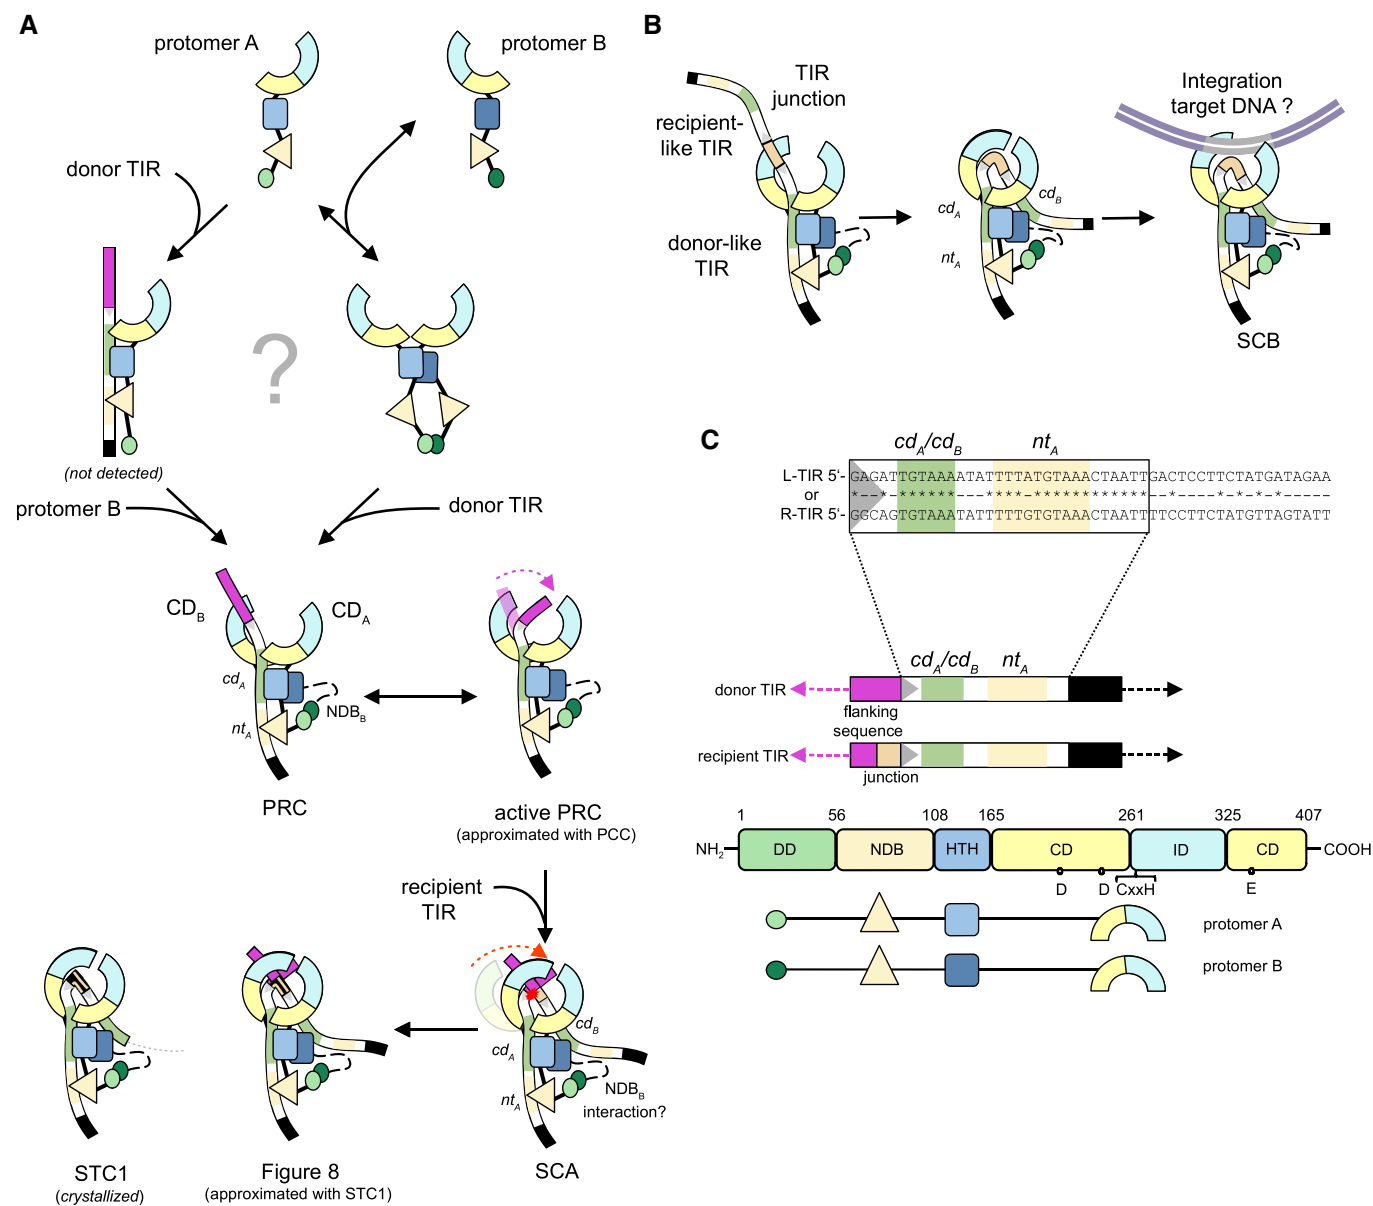 A
protomer A
protomer B
donor TIR
?
(not detected)
protomer B
donor TIR
CDB
CDA
cdA
ntA
NDBB
PRC
active PRC
(approximated with PCC)
recipient
TIR
cdB
cdA
ntA
NDBB
interaction?
STC1
(crystallized)
Figure 8
(approximated with STC1)
SCA
B
TIR
junction
recipient-
like TIR
donor-like
TIR
cdA
cdB
ntA
Integration
target DNA ?
SCB
C
cdA/cdB ntA
L-TIR 5'- GAGATTGTAAAATATTTTATGTAAACTAATTGACTCCTTCTATGATAGAA
or
R-TIR 5'- GGCAGTGTAAATATTTTTGTGTAAACTAATTTTCCTTCTATGTTAGTATT
cdA/cdB ntA
donor TIR
flanking
sequence
recipient TIR
junction
1 56 108 165 261 325 407
NH2 DD NDB HTH CD ID CD COOH
D D CxxH E
protomer A
protomer B